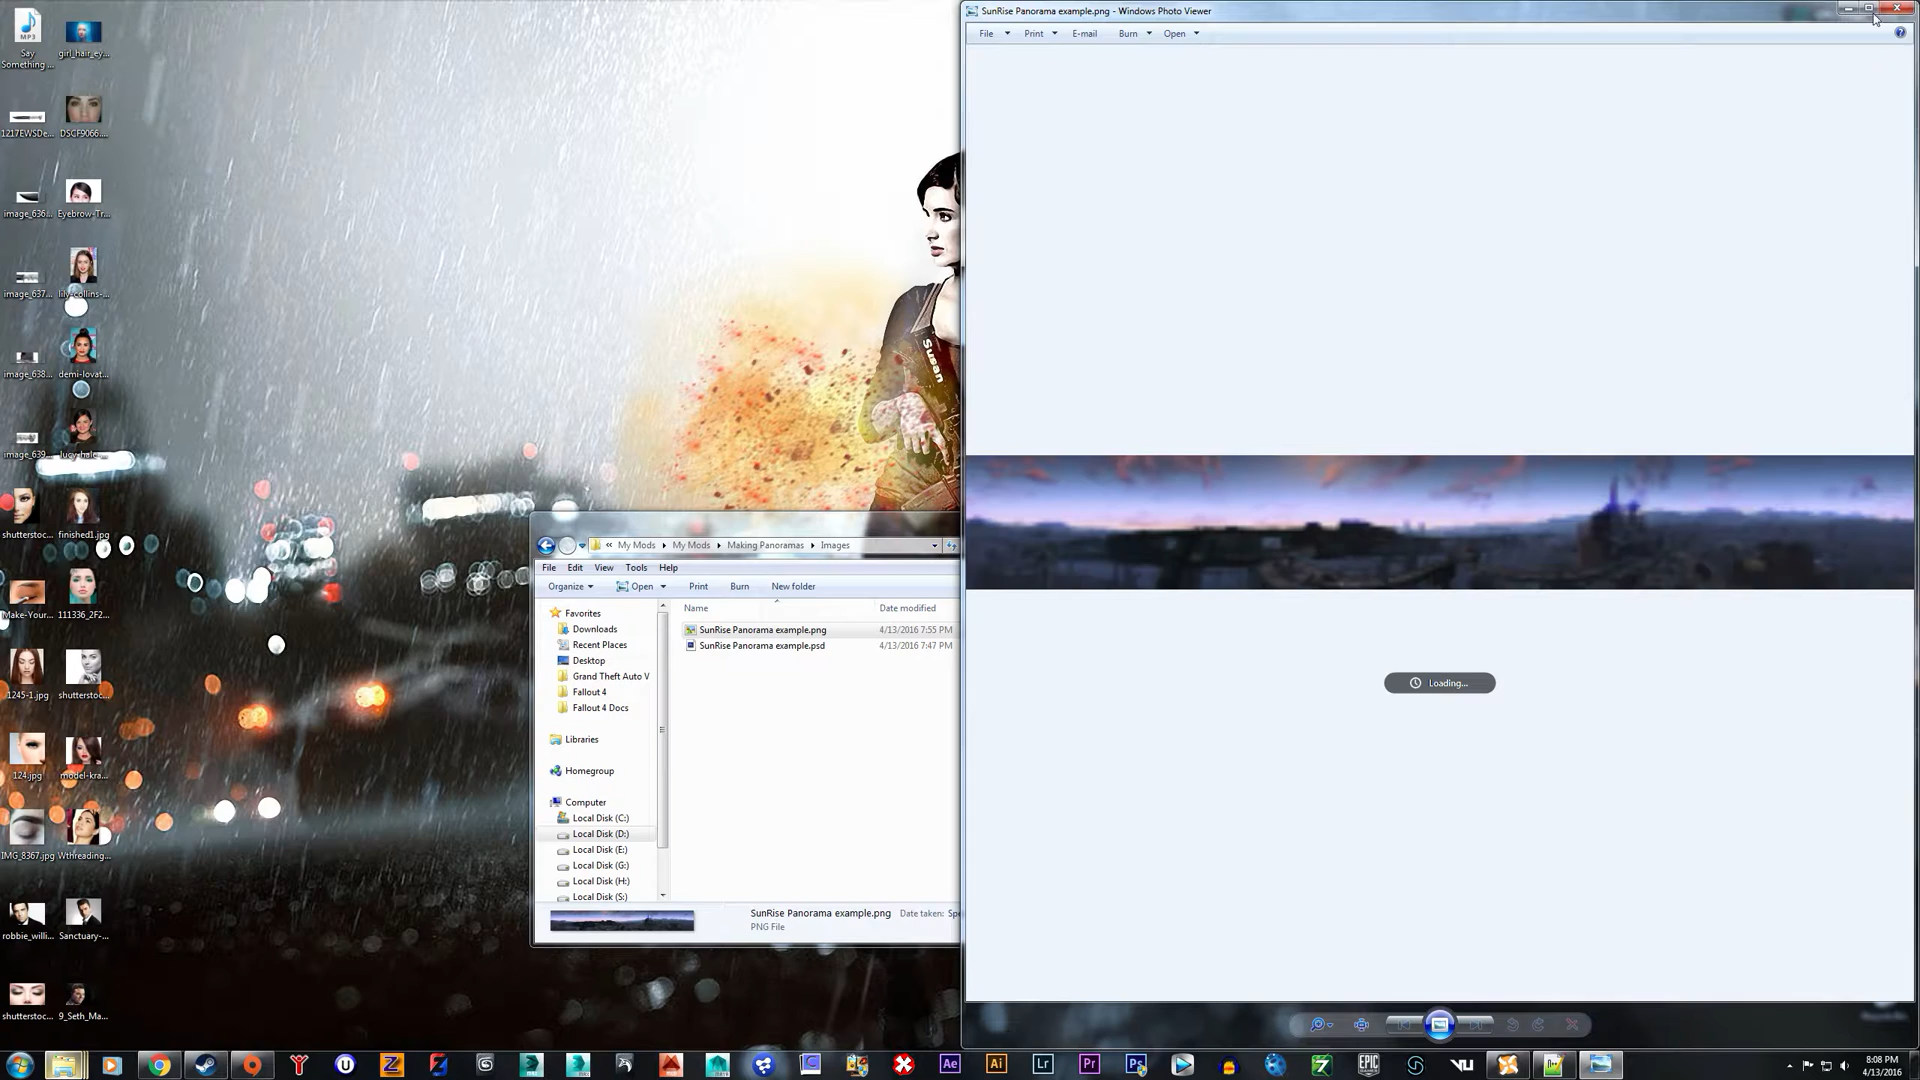 SunRise Panorama example.png - Windows Photo Viewer
File Print E-mail Burn Open
Loading...
MP3
Say
Something ...
girl_hair_ey...
1217EWSDe...
DSCF9066....
image_636...
Eyebrow-Tr...
image_637...
lily-collins-...
image_638...
demi-lovat...
image_639...
lucy-hale-...
shutterstoc...
finished1.jpg
Make-Your...
111336_2F2...
1245-1.jpg
shutterstoc...
124.jpg
model-kra...
IMG_8367.jpg
Wthreading...
robbie_willi...
Sanctuary-...
shutterstoc...
9_Seth_Ma...
Susan
« My Mods My Mods Making Panoramas Images
File Edit View Tools Help
Organize Open Print Burn New folder
Name Date modified
SunRise Panorama example.png 4/13/2016 7:55 PM
SunRise Panorama example.psd 4/13/2016 7:47 PM
Favorites
Downloads
Recent Places
Desktop
Grand Theft Auto V
Fallout 4
Fallout 4 Docs
Libraries
Homegroup
Computer
Local Disk (C:)
Local Disk (D:)
Local Disk (E:)
Local Disk (G:)
Local Disk (H:)
Local Disk (S:)
SunRise Panorama example.png Date taken: Spe
PNG File
Ae Ai Lr Pr Ps
EPIC
8:08 PM
4/13/2016